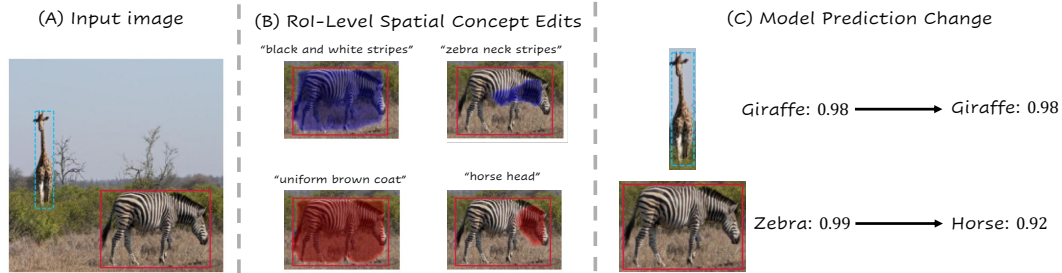 (A) Input image
(B) RoI-Level Spatial Concept Edits
"black and white stripes"
"zebra neck stripes"
"uniform brown coat"
"horse head"
(C) Model Prediction Change
Giraffe: 0.98
Giraffe: 0.98
Zebra: 0.99
Horse: 0.92